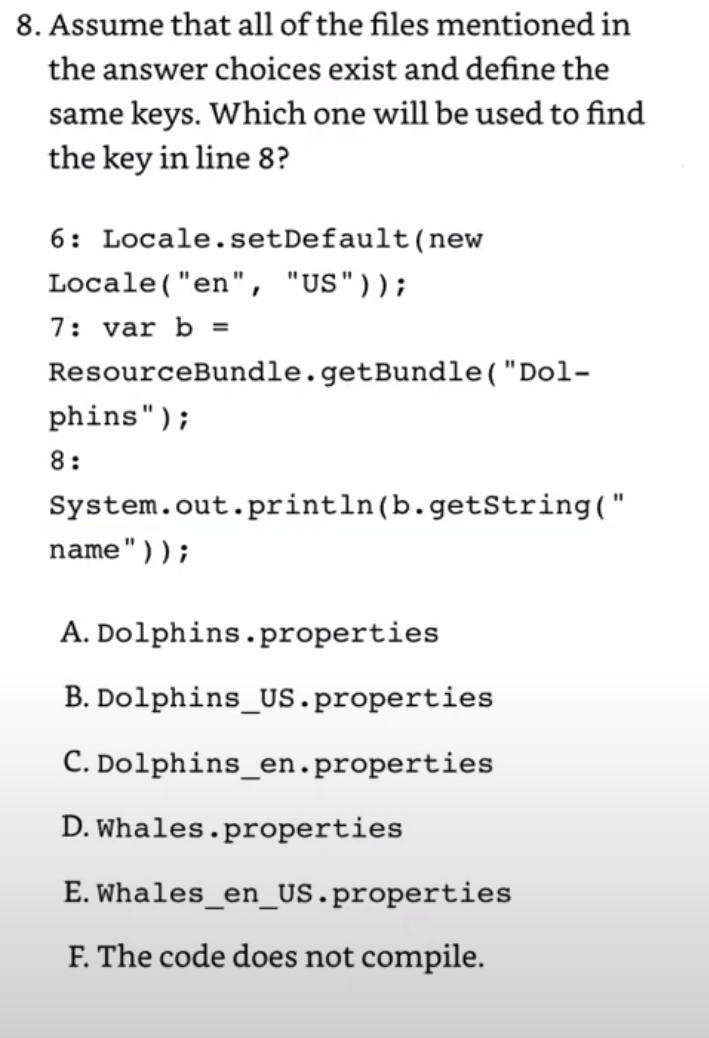 8. Assume that all of the files mentioned in
the answer choices exist and define the
same keys. Which one will be used to find
the key in line 8?
6: Locale.setDefault(new
Locale("en", "US"));
7: var b =
ResourceBundle.getBundle("Dol-
phins");
8:
System.out.println(b.getString("
name"));
A. Dolphins.properties
B. Dolphins_US.properties
C. Dolphins_en.properties
D. Whales.properties
E. Whales_en_US.properties
F. The code does not compile.